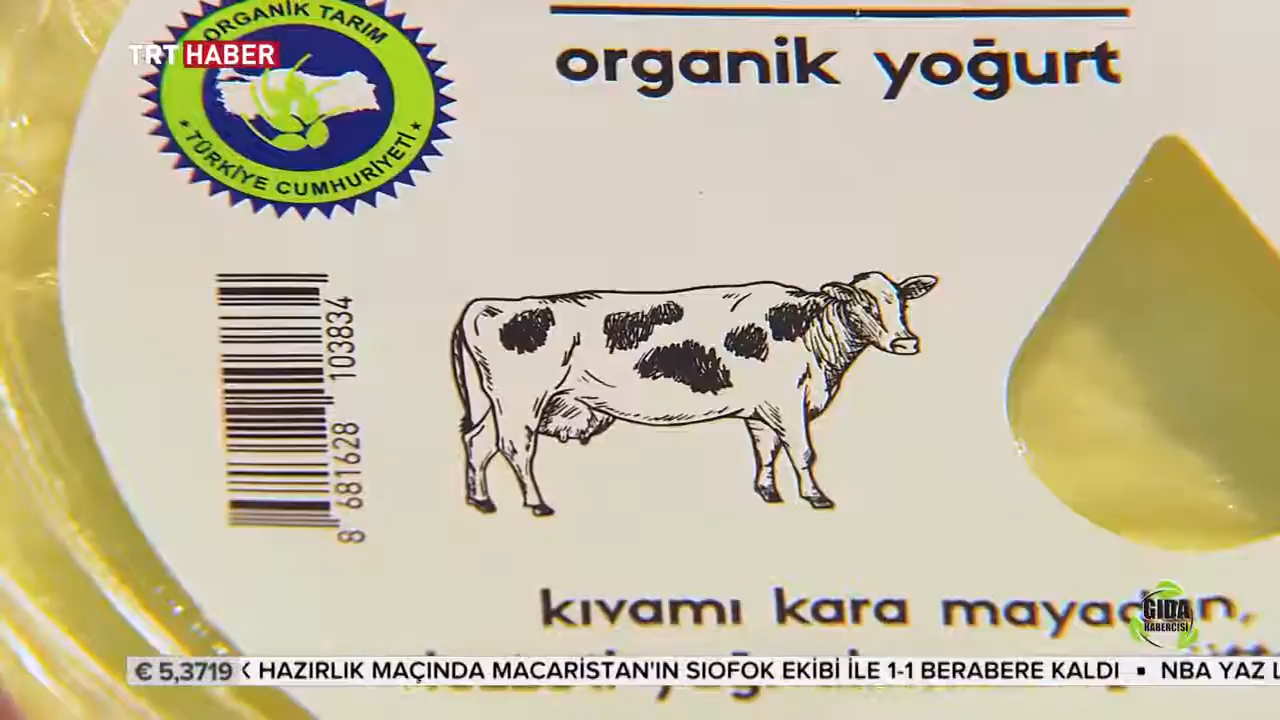 ORGANİK TARIM
TRT HABER
TÜRKİYE CUMHURİYETİ
organik yoğurt
8 681628 103834
kıvamı kara mayadan,
GIDA
HABERCİSİ
€ 5,3719 K HAZIRLIK MAÇINDA MACARİSTAN'IN SIOFOK EKİBİ İLE 1-1 BERABERE KALDI ▪ NBA YAZ L